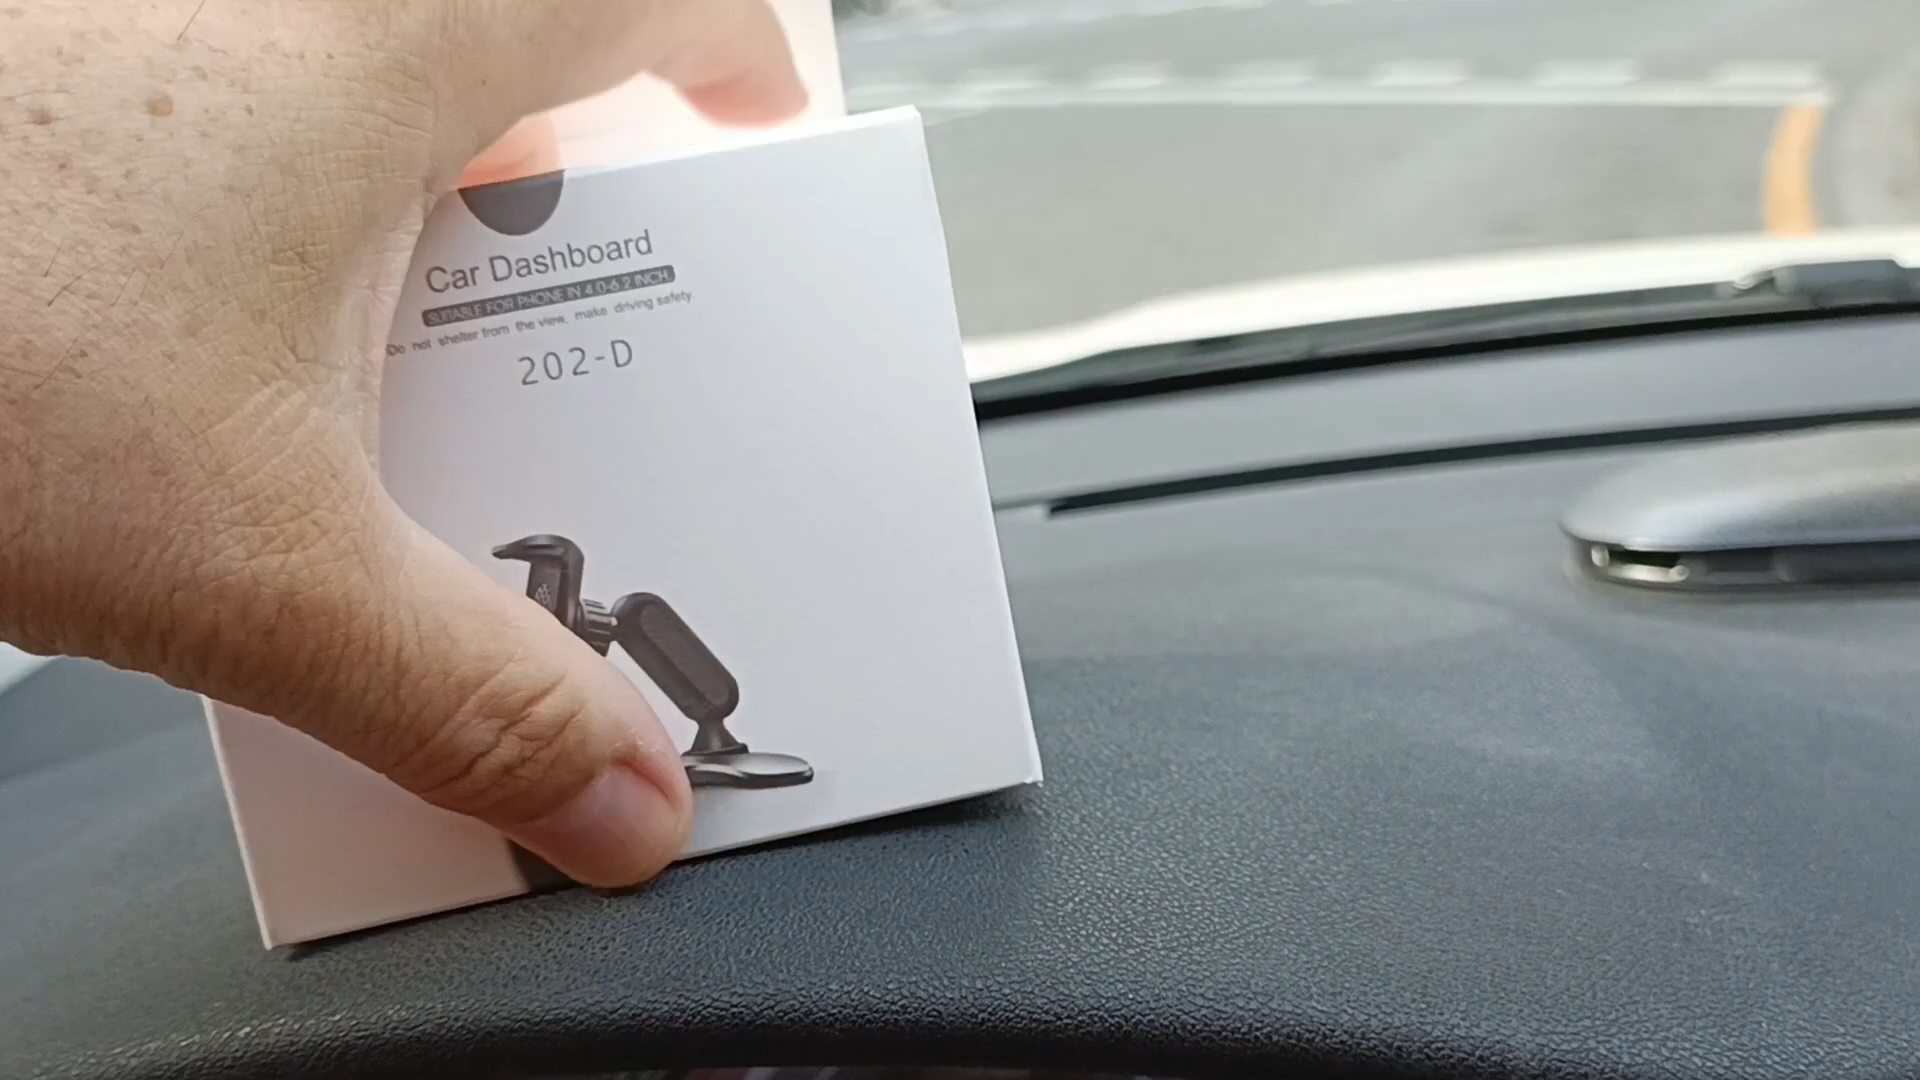 Car Dashboard
SUITABLE FOR PHONE IN 4.0-6.2 INCH
Do not shelter from the view, make driving safety.
202-D